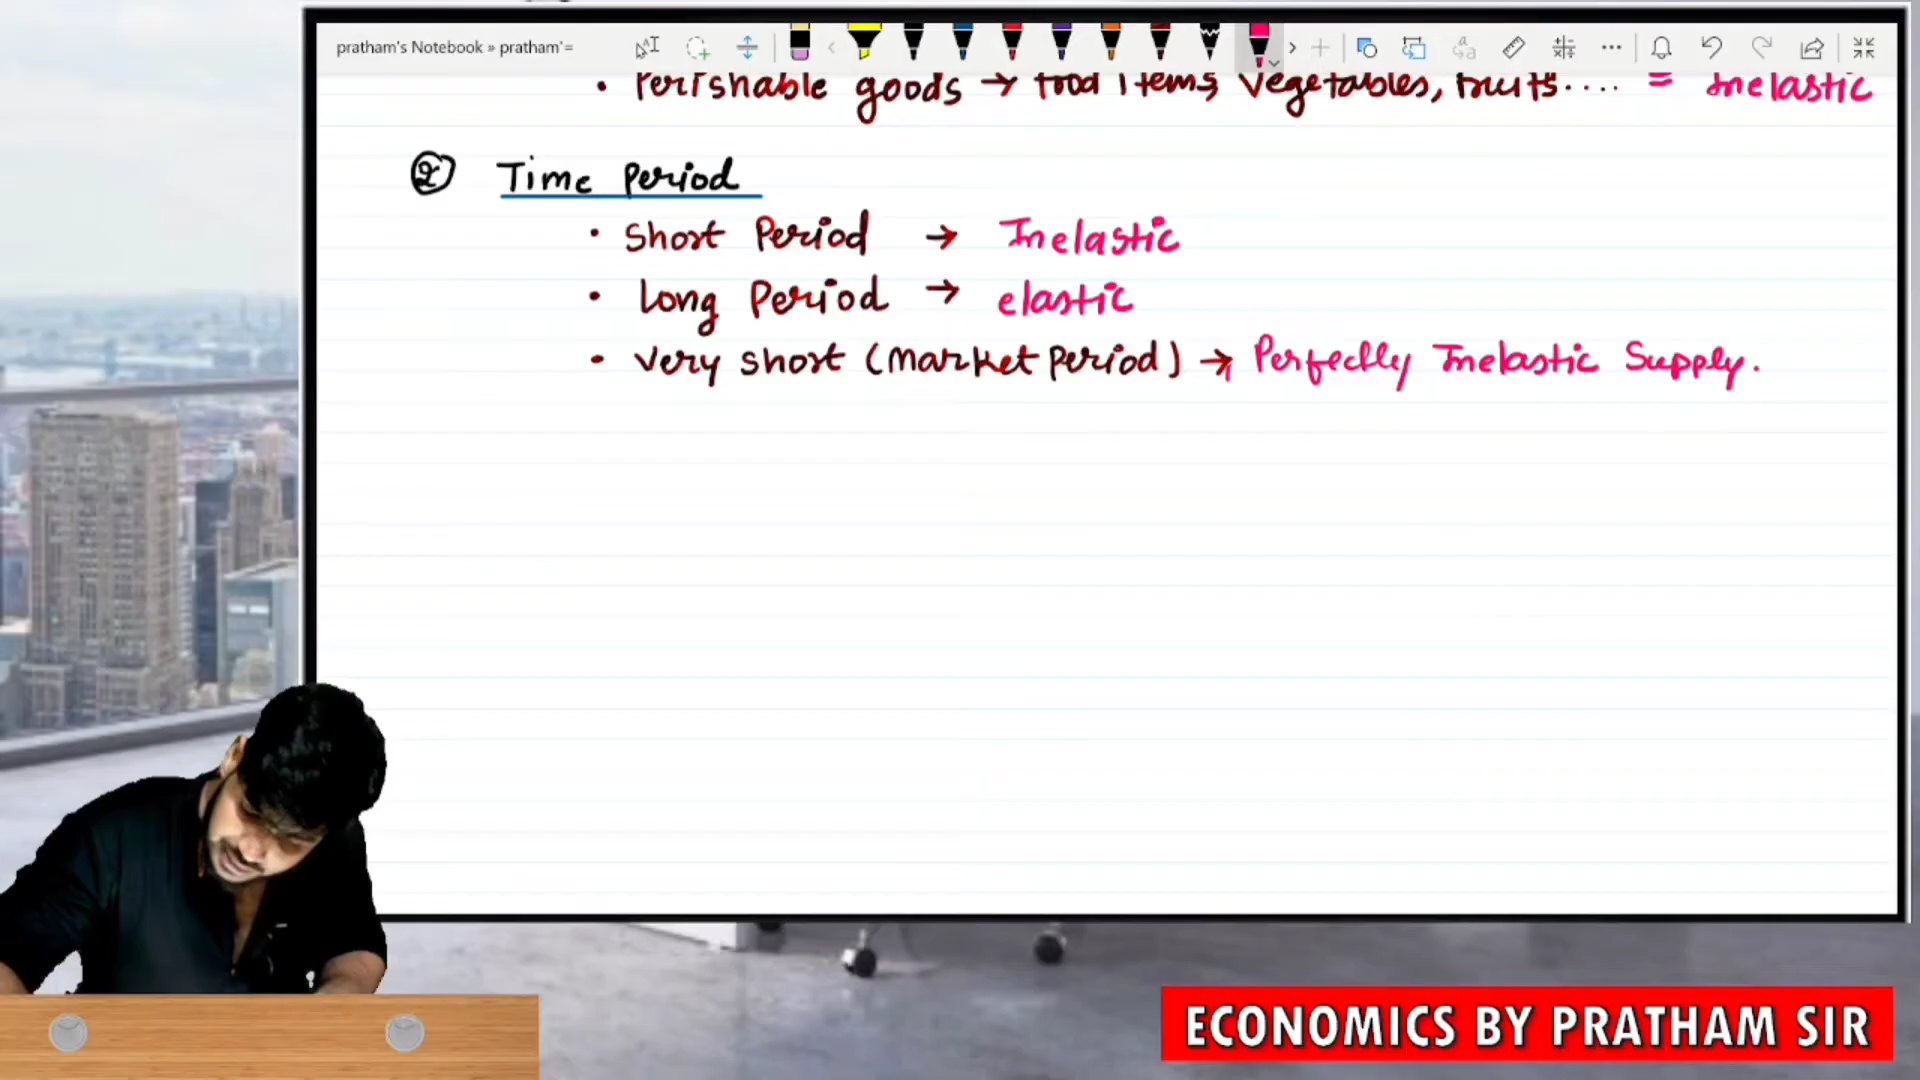 pratham's Notebook » pratham'=
• Perishable goods → food items, vegetables, fruits.... = Inelastic
② Time Period
• Short Period → Inelastic
• Long Period → elastic
• Very short (Market Period) → Perfectly Inelastic Supply.
ECONOMICS BY PRATHAM SIR